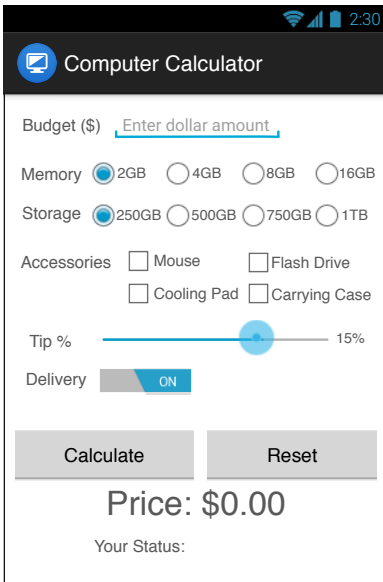 2:30
Computer Calculator
Budget ($) Enter dollar amount
Memory 2GB 4GB 8GB 16GB
Storage 250GB 500GB 750GB 1TB
Accessories Mouse Flash Drive
Cooling Pad Carrying Case
Tip % 15%
Delivery ON
Calculate Reset
Price: $0.00
Your Status: